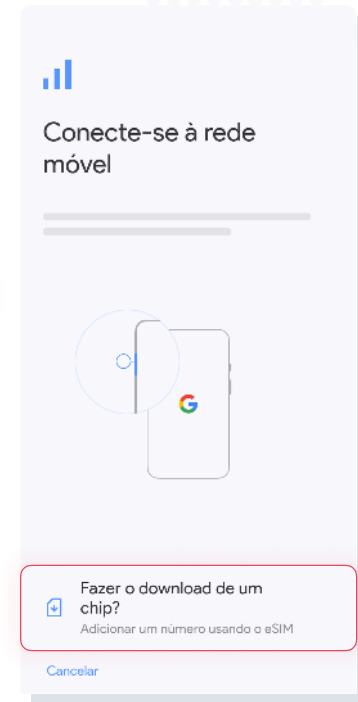 Conecte-se à rede
móvel
G
Fazer o download de um
chip?
Adicionar um número usando o eSIM
Cancelar